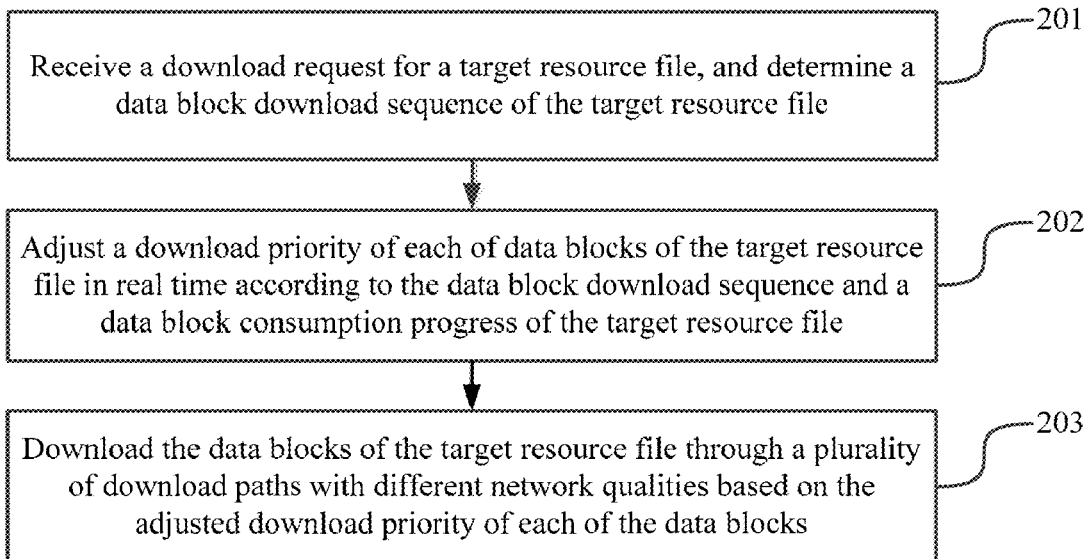 201
Receive a download request for a target resource file, and determine a
data block download sequence of the target resource file
202
Adjust a download priority of each of data blocks of the target resource
file in real time according to the data block download sequence and a
data block consumption progress of the target resource file
203
Download the data blocks of the target resource file through a plurality
of download paths with different network qualities based on the
adjusted download priority of each of the data blocks